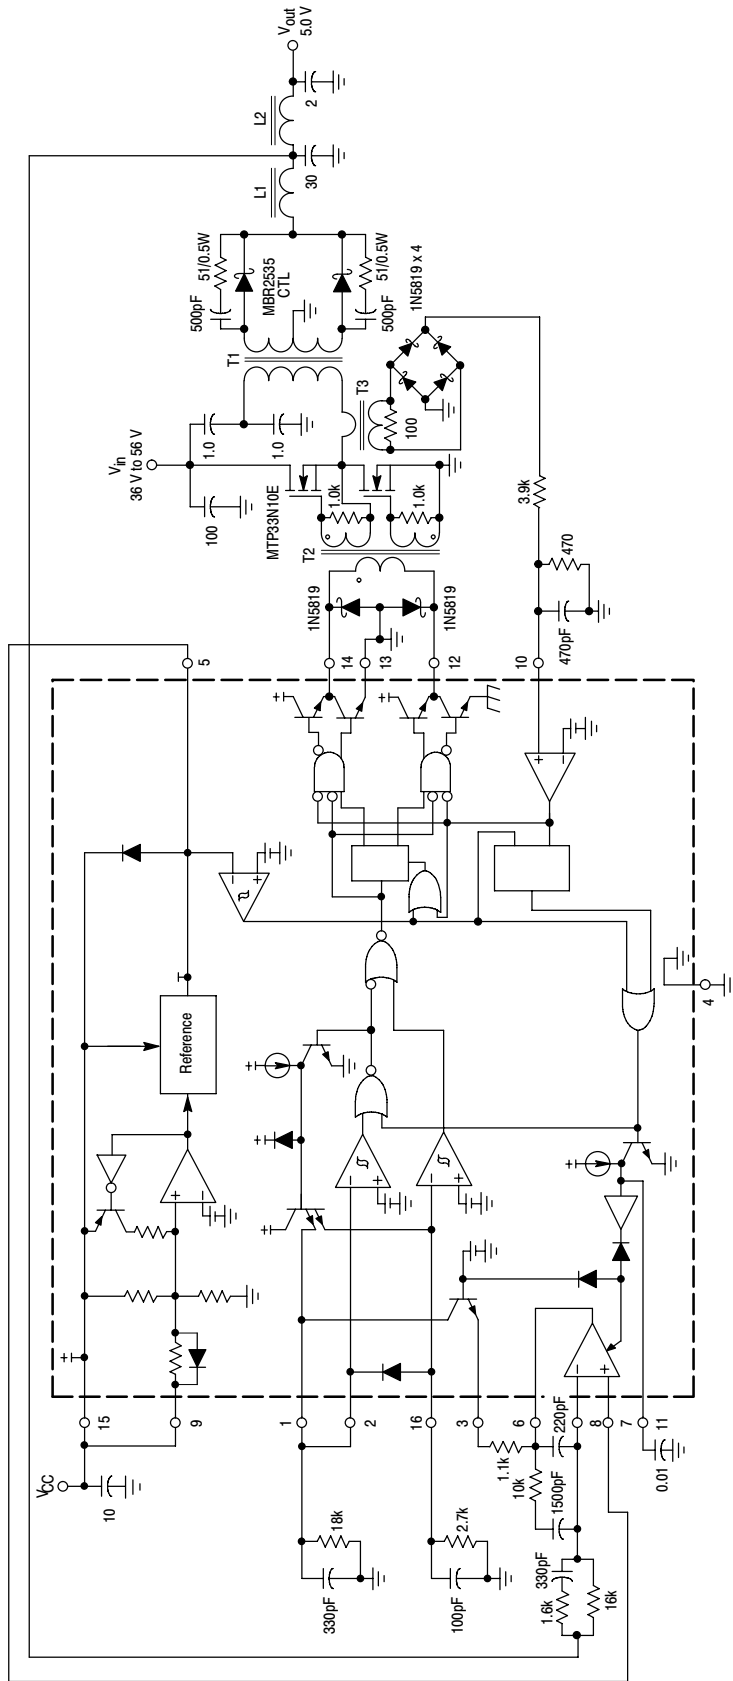 Vout
5.0 V
2
L2
30
L1
51/0.5W
500pF
MBR2535
CTL
51/0.5W
500pF
T1
1N5819 x 4
T3
100
1.0
1.0
Vin
36 V to 56 V
100
MTP33N10E
1.0k
1.0k
T2
3.9k
470
470pF
1N5819
1N5819
5
14
13
12
10
+
−
−
+
Reference
+
−
4
−
+
−
+
−
+
15
9
1
2
16
3
6
8
7
11
VCC
10
18k
330pF
2.7k
100pF
1.1k
220pF
10k
1500pF
0.01
330pF
1.6k
16k